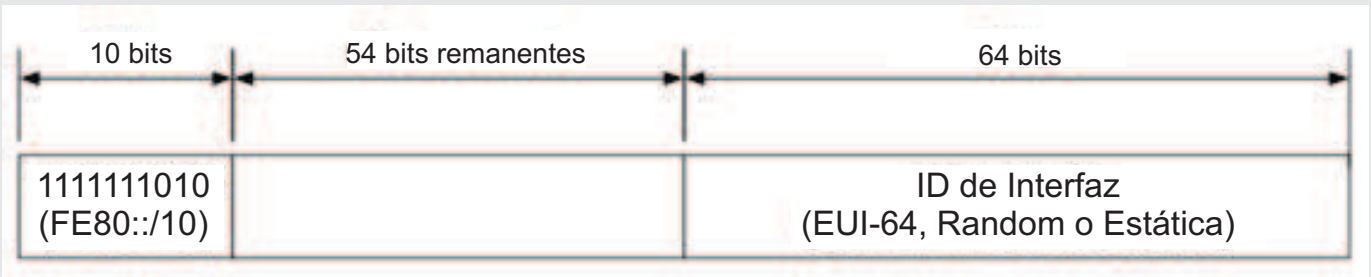 10 bits
54 bits remanentes
64 bits
1111111010
(FE80::/10)
ID de Interfaz
(EUI-64, Random o Estática)